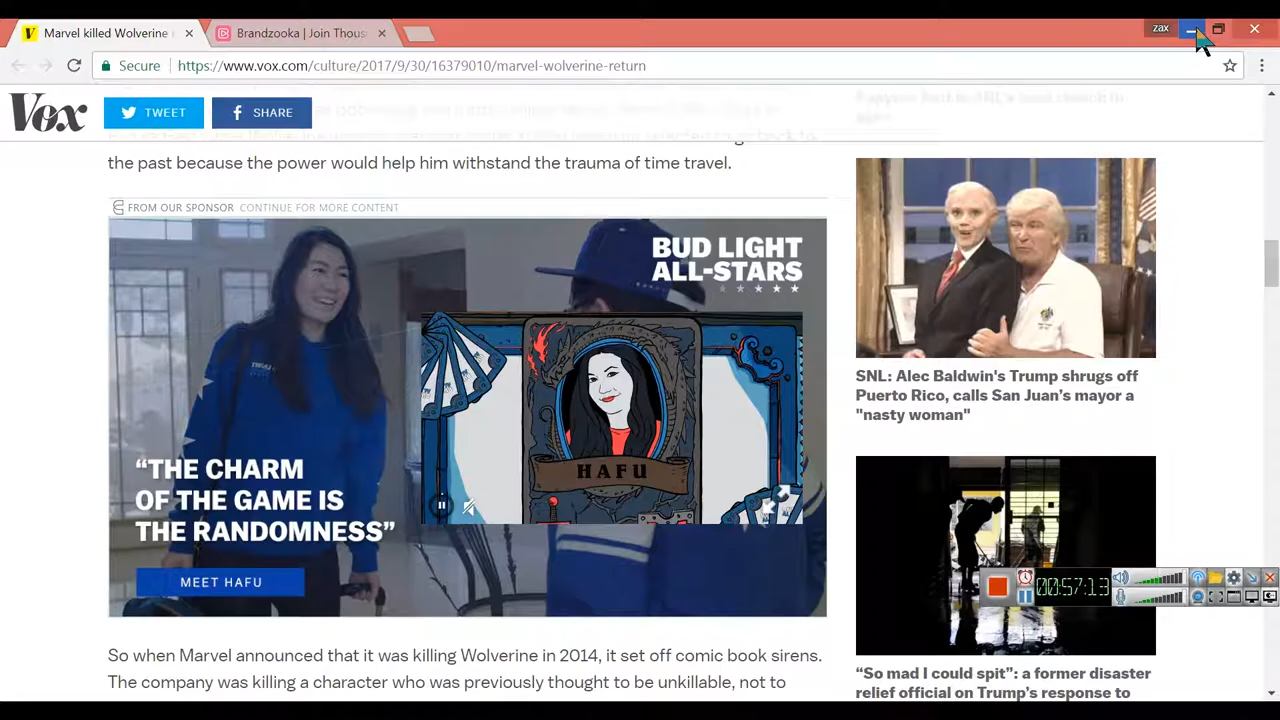 Marvel killed Wolverine
Brandzooka | Join Thous
zax
Secure
https://www.vox.com/culture/2017/9/30/16379010/marvel-wolverine-return
Vox
TWEET
SHARE
the past because the power would help him withstand the trauma of time travel.
FROM OUR SPONSOR CONTINUE FOR MORE CONTENT
BUD LIGHT
ALL-STARS
HAFU
“THE CHARM
OF THE GAME IS
THE RANDOMNESS”
MEET HAFU
So when Marvel announced that it was killing Wolverine in 2014, it set off comic book sirens.
The company was killing a character who was previously thought to be unkillable, not to
SNL: Alec Baldwin's Trump shrugs off
Puerto Rico, calls San Juan’s mayor a
"nasty woman"
00:57:13
“So mad I could spit”: a former disaster
relief official on Trump’s response to